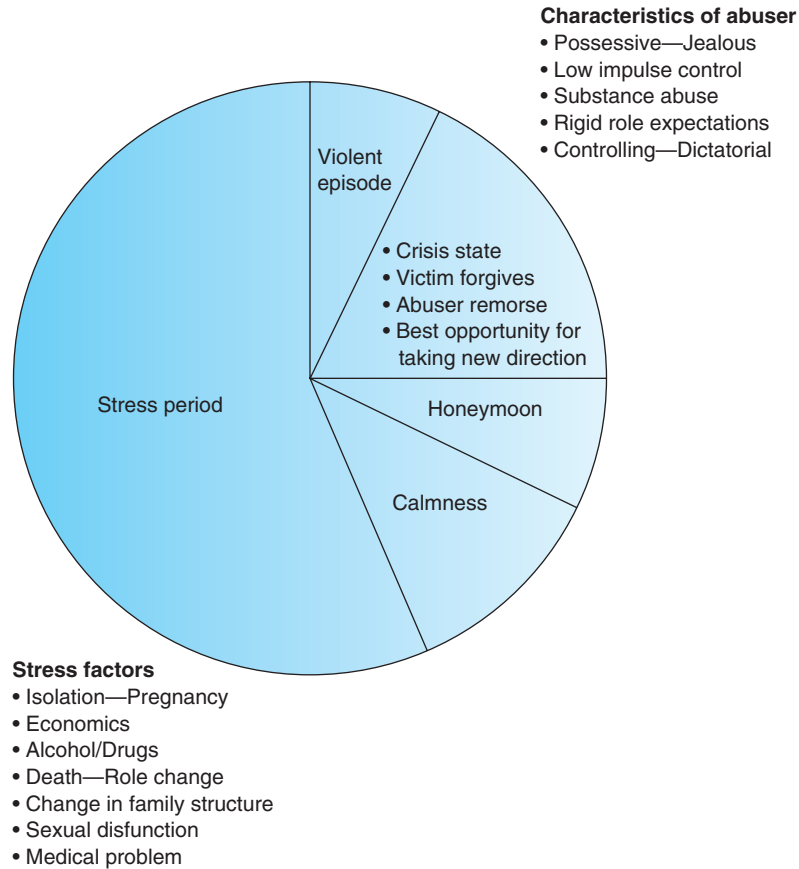 Characteristics of abuser
• Possessive—Jealous
• Low impulse control
• Substance abuse
• Rigid role expectations
• Controlling—Dictatorial
Violent
episode
• Crisis state
• Victim forgives
• Abuser remorse
• Best opportunity for
taking new direction
Honeymoon
Calmness
Stress period
Stress factors
• Isolation—Pregnancy
• Economics
• Alcohol/Drugs
• Death—Role change
• Change in family structure
• Sexual disfunction
• Medical problem